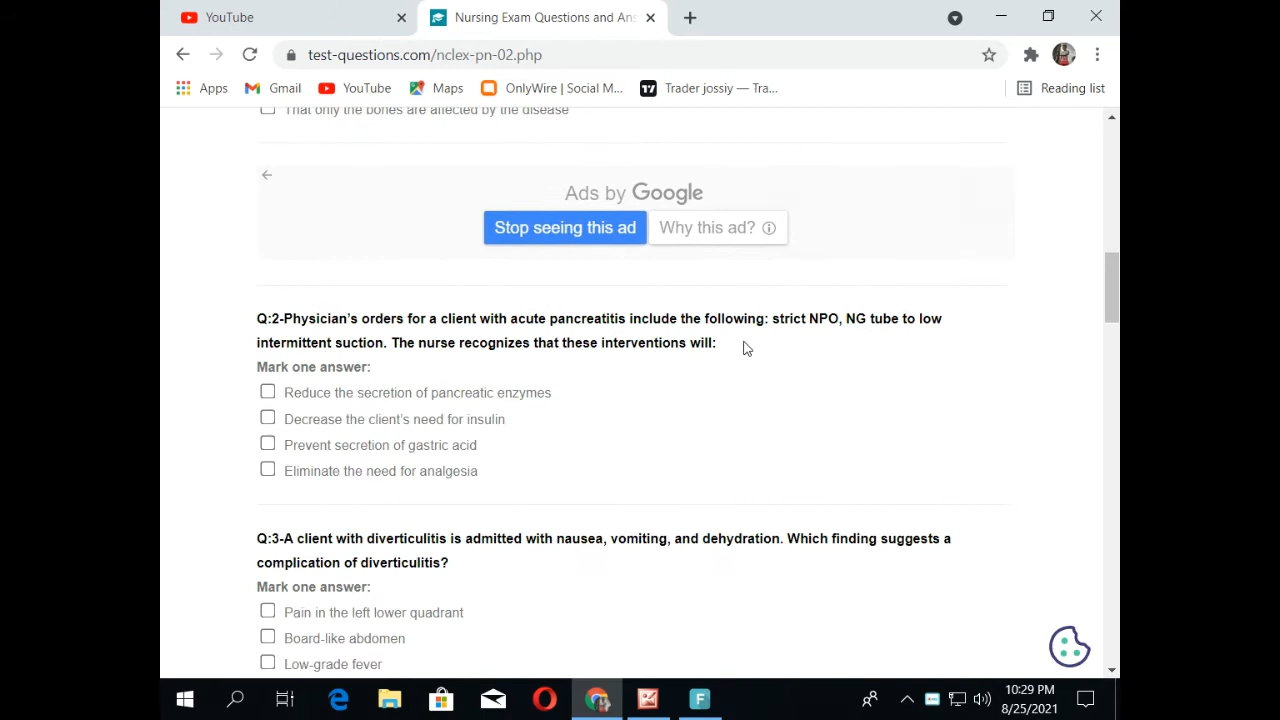 YouTube
Nursing Exam Questions and Ans
test-questions.com/nclex-pn-02.php
Apps Gmail YouTube Maps OnlyWire | Social M... Trader jossiy — Tra... Reading list
That only the bones are affected by the disease
Ads by Google
Stop seeing this ad Why this ad?
Q:2-Physician's orders for a client with acute pancreatitis include the following: strict NPO, NG tube to low
intermittent suction. The nurse recognizes that these interventions will:
Mark one answer:
Reduce the secretion of pancreatic enzymes
Decrease the client's need for insulin
Prevent secretion of gastric acid
Eliminate the need for analgesia
Q:3-A client with diverticulitis is admitted with nausea, vomiting, and dehydration. Which finding suggests a
complication of diverticulitis?
Mark one answer:
Pain in the left lower quadrant
Board-like abdomen
Low-grade fever
F
10:29 PM
8/25/2021